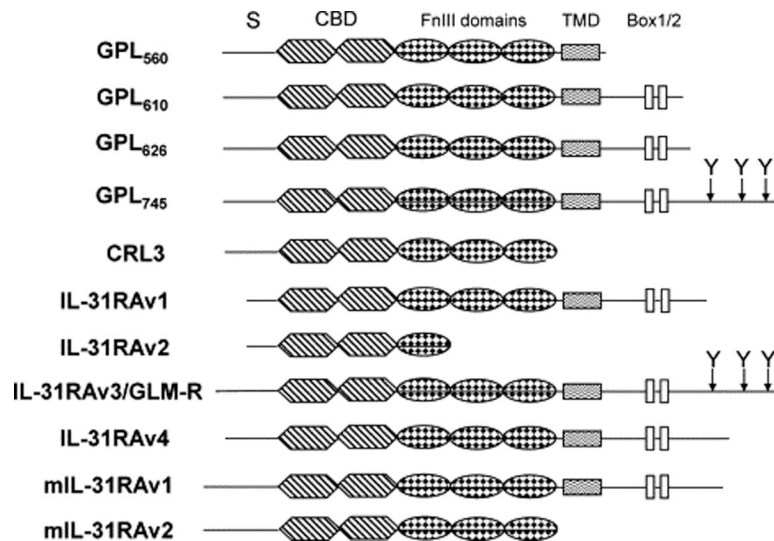 S CBD FnIII domains TMD Box1/2
GPL560
GPL610
GPL626
Y Y Y
GPL745
CRL3
IL-31RAv1
IL-31RAv2
Y Y Y
IL-31RAv3/GLM-R
IL-31RAv4
mIL-31RAv1
mIL-31RAv2